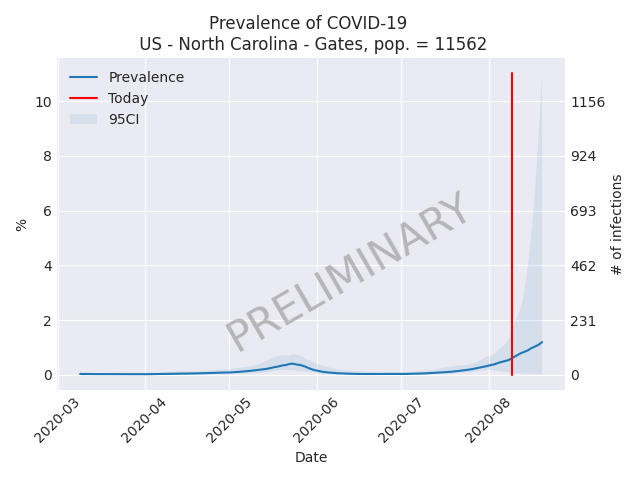 Prevalence of COVID-19
US - North Carolina - Gates, pop. = 11562
Prevalence
Today
95CI
PRELIMINARY
%
10
8
6
4
2
0
1156
924
693
462
231
0
# of infections
2020-03
2020-04
2020-05
2020-06
2020-07
2020-08
Date